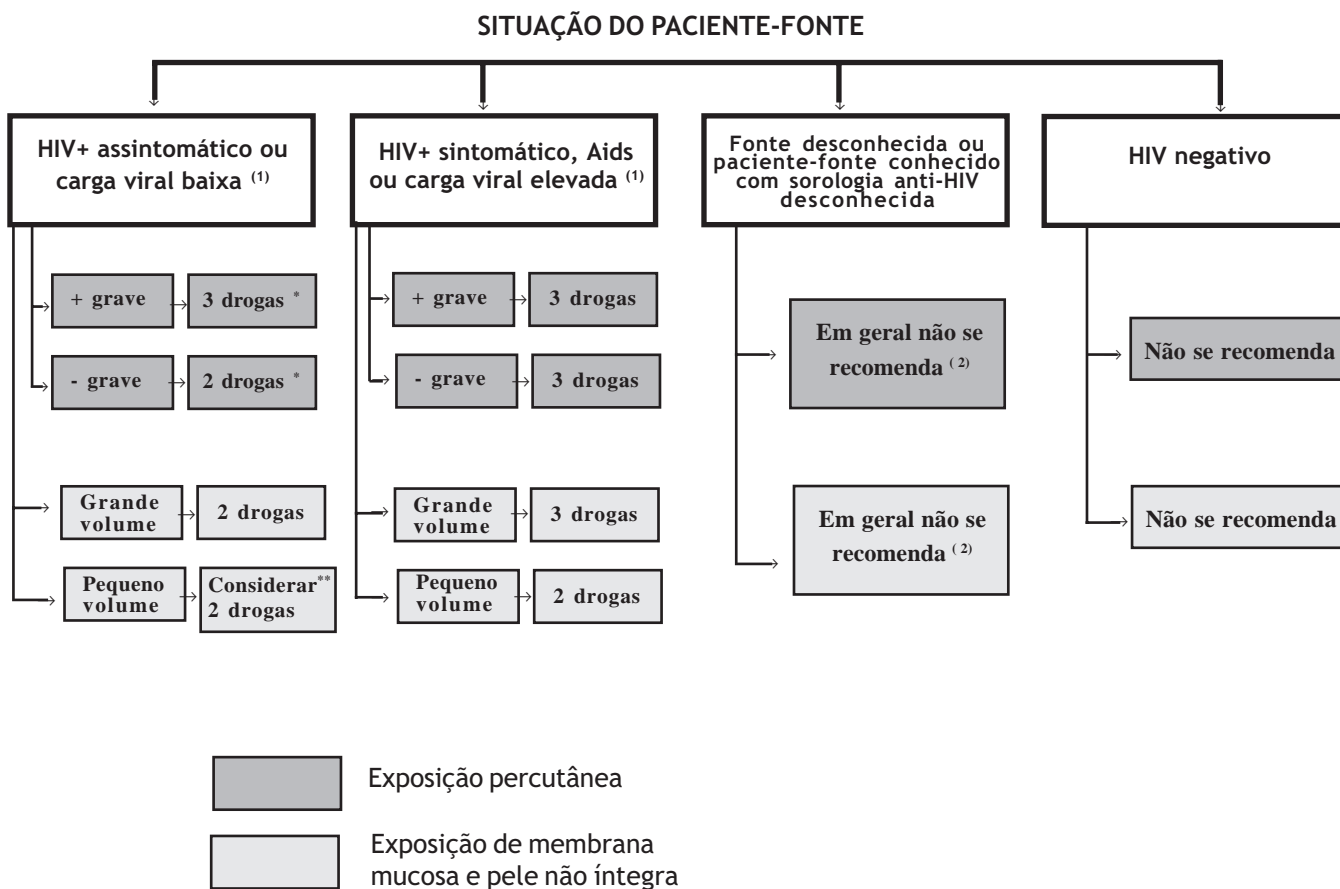 SITUAÇÃO DO PACIENTE-FONTE
HIV+ assintomático ou
carga viral baixa (1)
+ grave
3 drogas *
- grave
2 drogas *
Grande
volume
2 drogas
Pequeno
volume
Considerar**
2 drogas
HIV+ sintomático, Aids
ou carga viral elevada (1)
+ grave
3 drogas
- grave
3 drogas
Grande
volume
3 drogas
Pequeno
volume
2 drogas
Fonte desconhecida ou
paciente-fonte conhecido
com sorologia anti-HIV
desconhecida
Em geral não se
recomenda (2)
Em geral não se
recomenda (2)
HIV negativo
Não se recomenda
Não se recomenda
Exposição percutânea
Exposição de membrana
mucosa e pele não íntegra